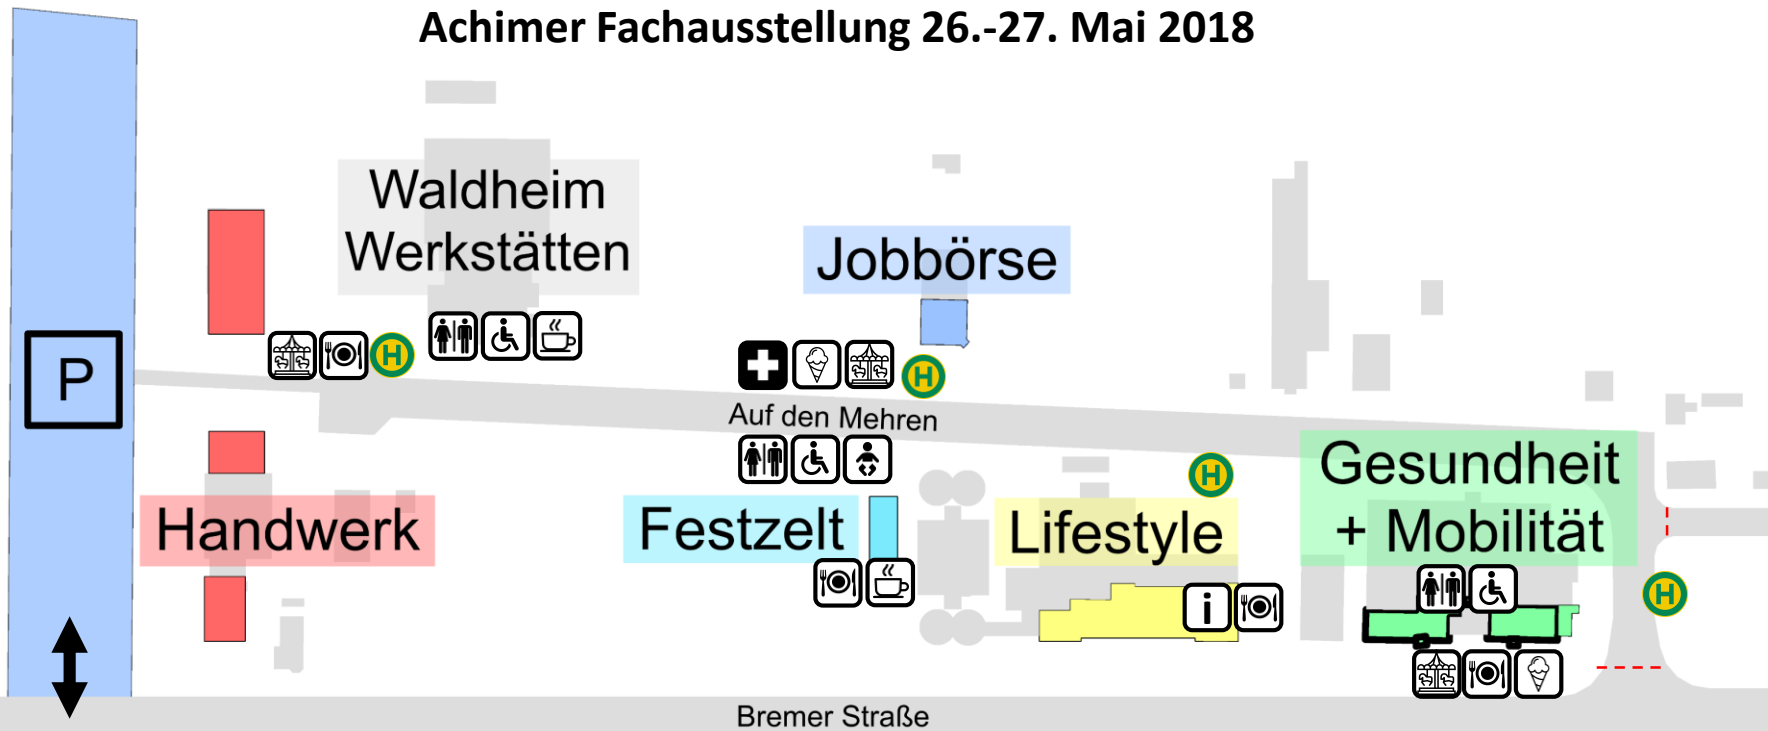 Achimer Fachausstellung 26.-27. Mai 2018
Waldheim
Werkstätten
Jobbörse
P
H
H
Auf den Mehren
H
Gesundheit
+ Mobilität
Handwerk
Festzelt
Lifestyle
i
H
Bremer Straße